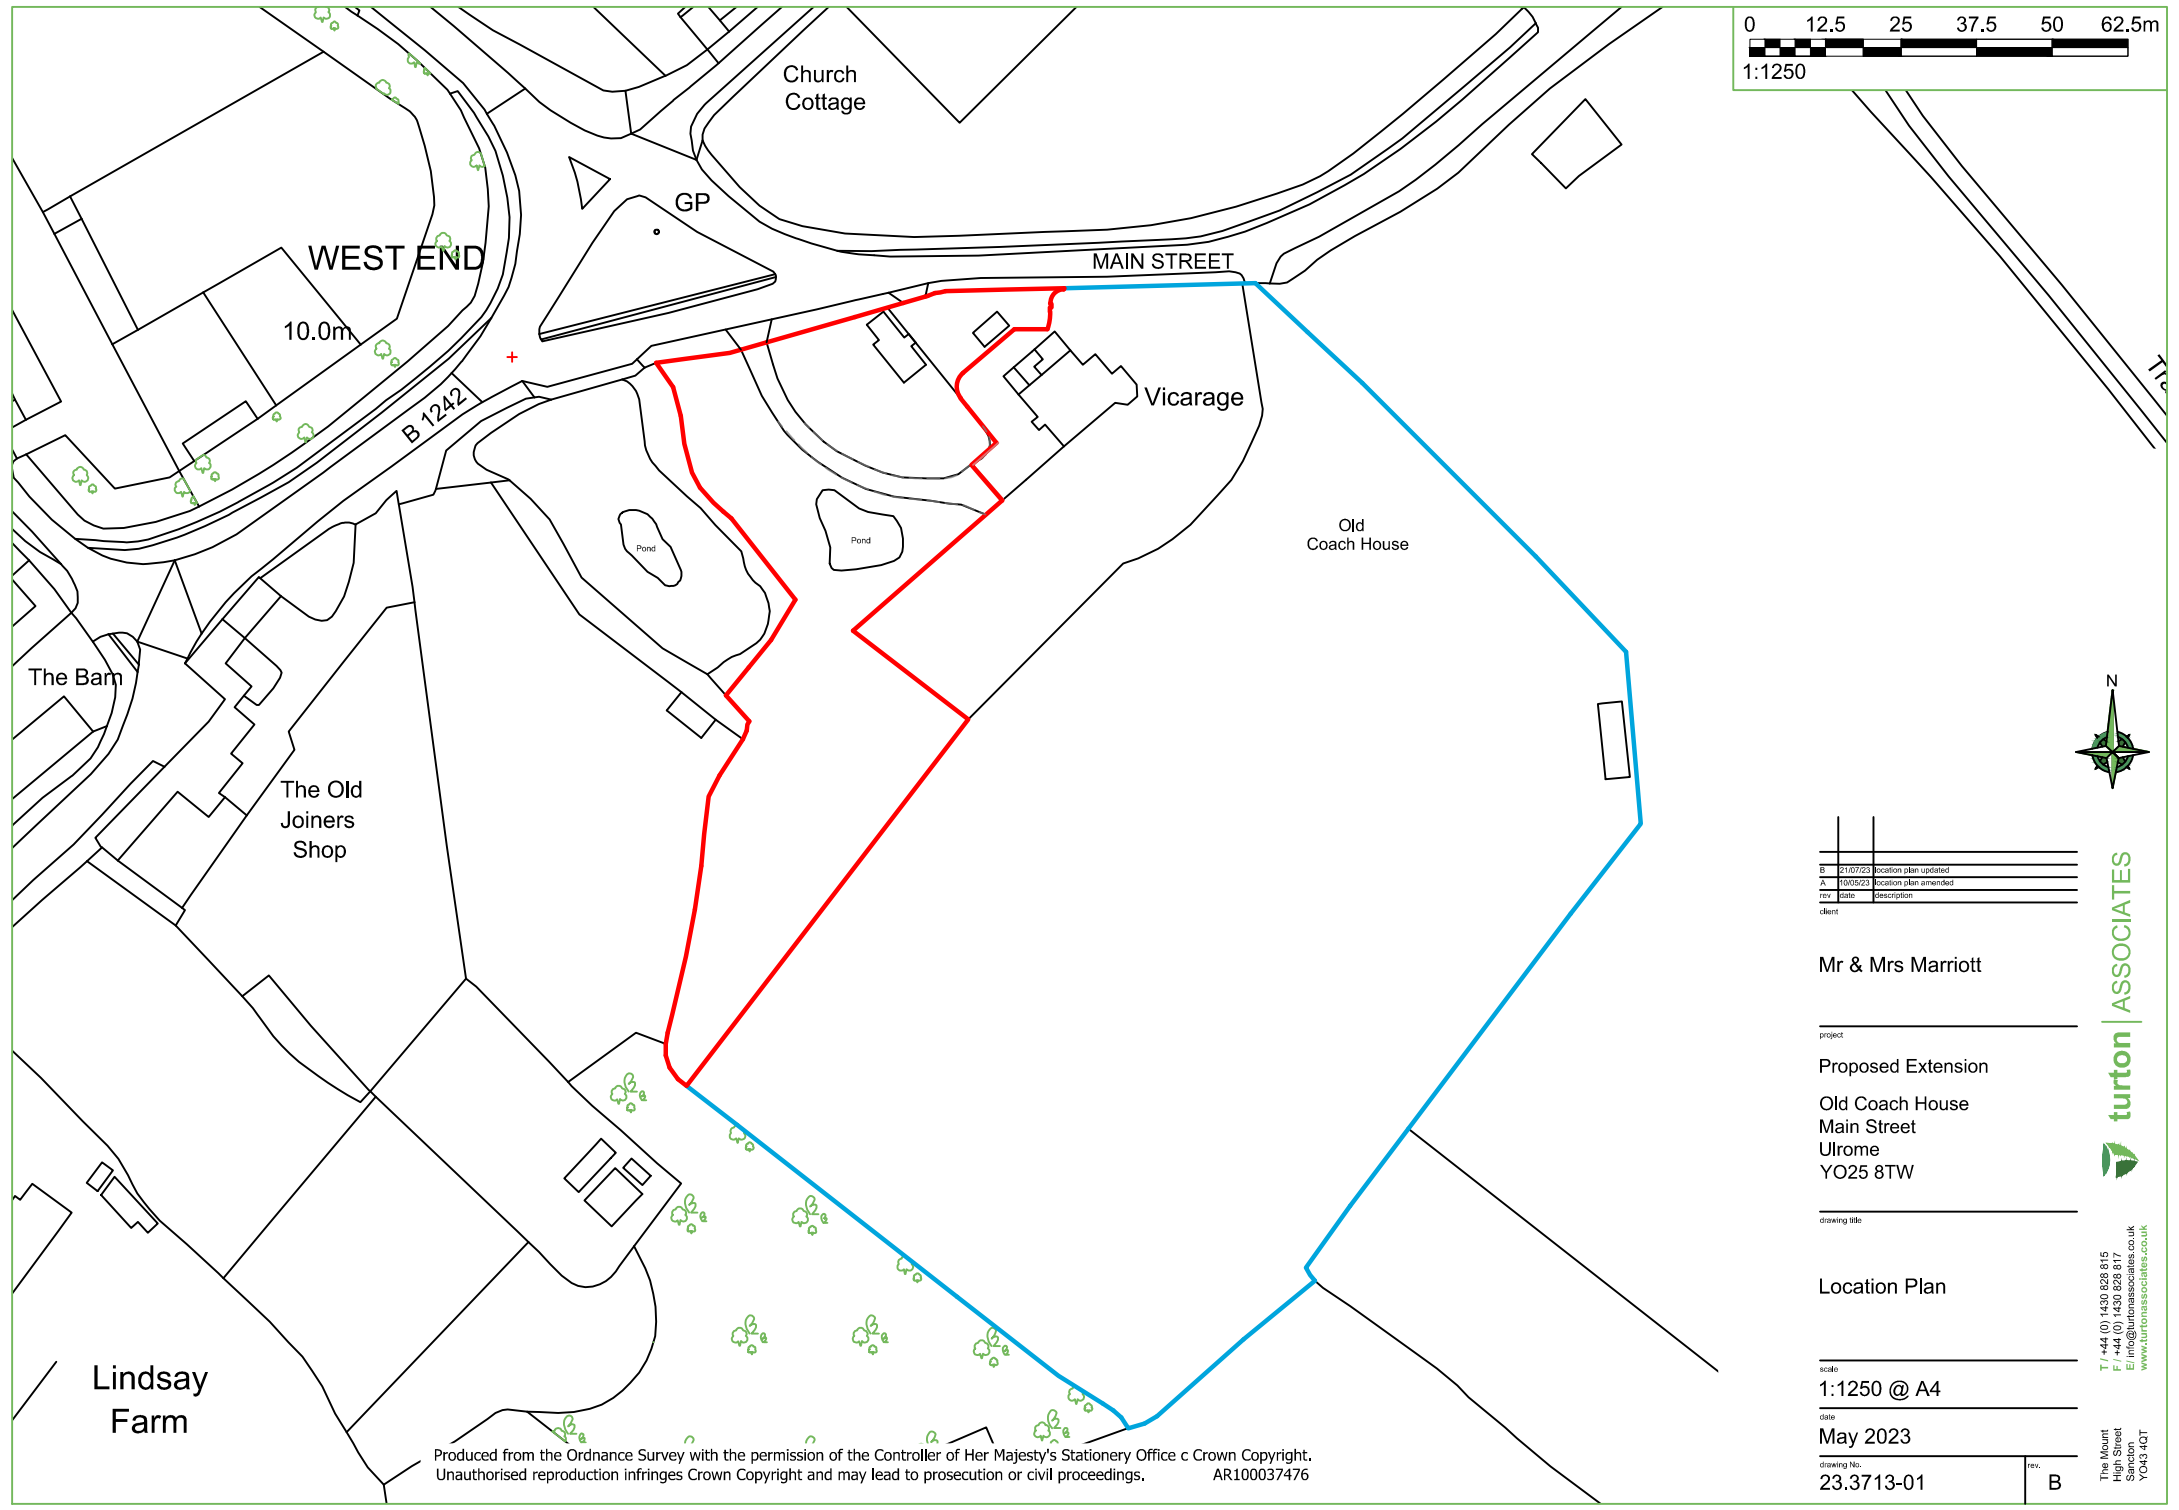 0 12.5 25 37.5 50 62.5m
1:1250
Church
Cottage
GP
WEST END
MAIN STREET
10.0m
B 1242
Vicarage
Pond
Pond
Old
Coach House
The Barn
The Old
Joiners
Shop
Lindsay
Farm
N
B 21/07/23 location plan updated
A 10/05/23 location plan amended
rev date description
client
Mr & Mrs Marriott
project
Proposed Extension
Old Coach House
Main Street
Ulrome
YO25 8TW
drawing title
Location Plan
scale
1:1250 @ A4
date
May 2023
drawing No.
23.3713-01
rev.
B
turton | ASSOCIATES
T / +44 (0) 1430 828 815
F / +44 (0) 1430 828 817
E/ info@turtonassociates.co.uk
www.turtonassociates.co.uk
The Mount
High Street
Sancton
YO43 4QT
Produced from the Ordnance Survey with the permission of the Controller of Her Majesty's Stationery Office c Crown Copyright.
Unauthorised reproduction infringes Crown Copyright and may lead to prosecution or civil proceedings. AR100037476